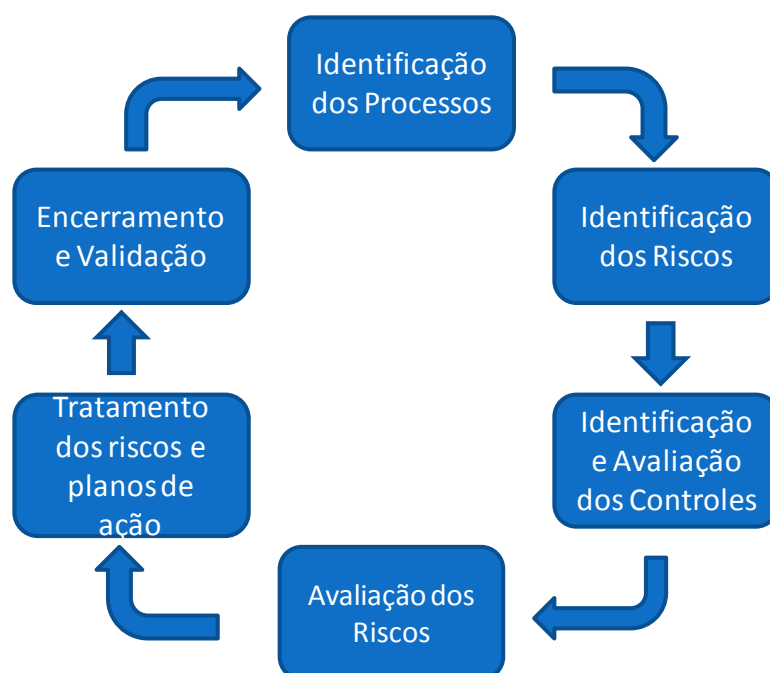 Identificação
dos Processos
Identificação
dos Riscos
Identificação
e Avaliação
dos Controles
Avaliação dos
Riscos
Tratamento
dos riscos e
planos de
ação
Encerramento
e Validação